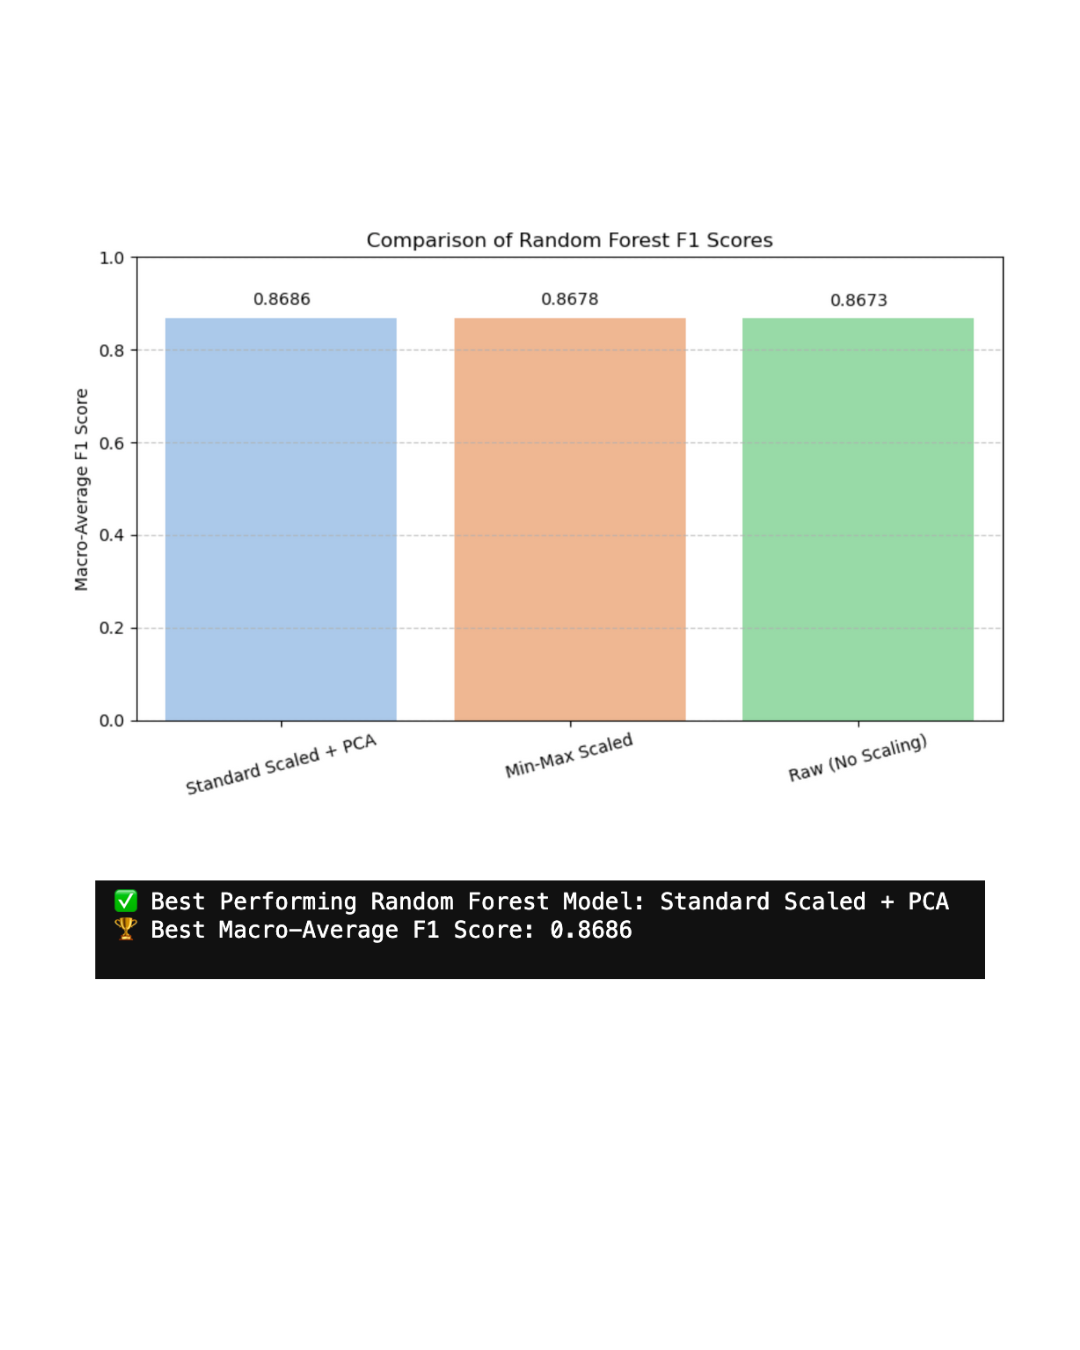 Comparison of Random Forest F1 Scores
1.0
0.8
0.6
0.4
0.2
0.0
Macro-Average F1 Score
0.8686
0.8678
0.8673
Standard Scaled + PCA
Min-Max Scaled
Raw (No Scaling)
✅ Best Performing Random Forest Model: Standard Scaled + PCA
🏆 Best Macro-Average F1 Score: 0.8686